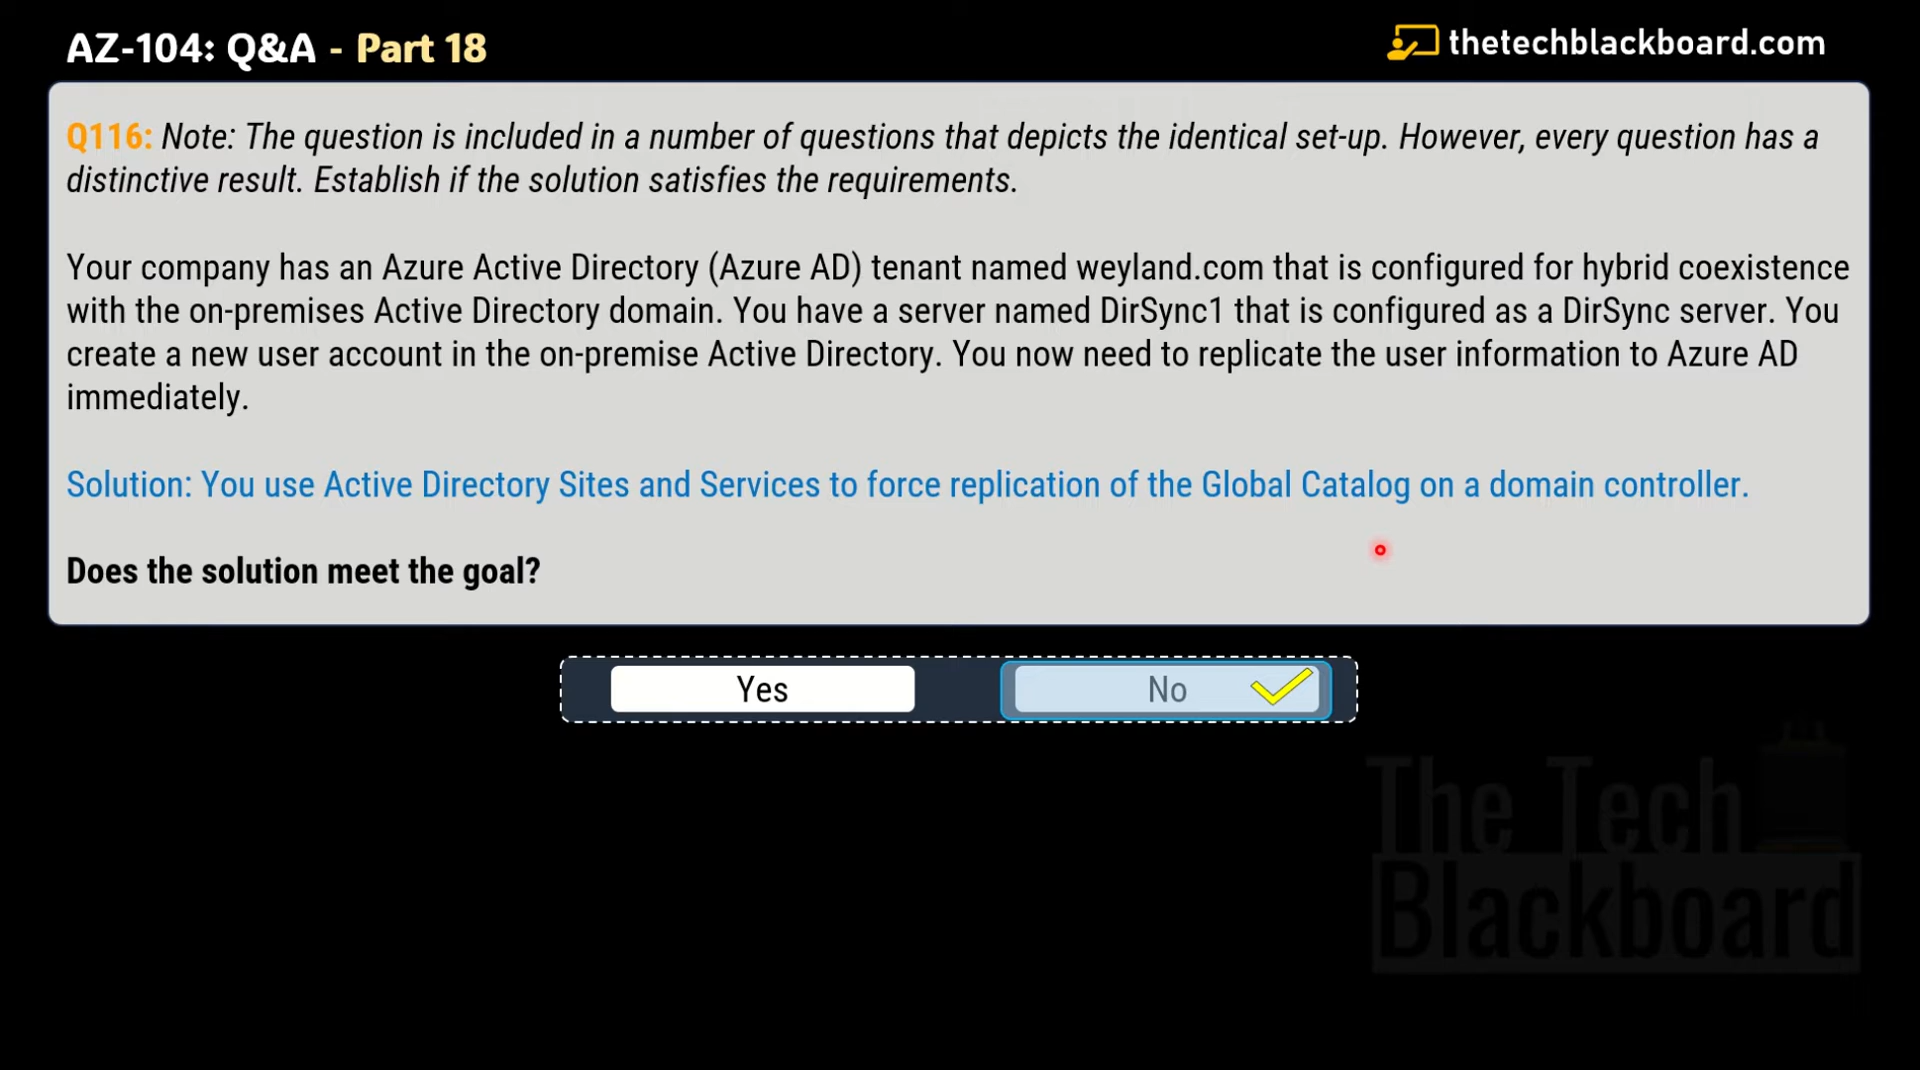 AZ-104: Q&A - Part 18
thetechblackboard.com
Q116: Note: The question is included in a number of questions that depicts the identical set-up. However, every question has a
distinctive result. Establish if the solution satisfies the requirements.
Your company has an Azure Active Directory (Azure AD) tenant named weyland.com that is configured for hybrid coexistence
with the on-premises Active Directory domain. You have a server named DirSync1 that is configured as a DirSync server. You
create a new user account in the on-premise Active Directory. You now need to replicate the user information to Azure AD
immediately.
Solution: You use Active Directory Sites and Services to force replication of the Global Catalog on a domain controller.
Does the solution meet the goal?
Yes
No
The Tech
Blackboard